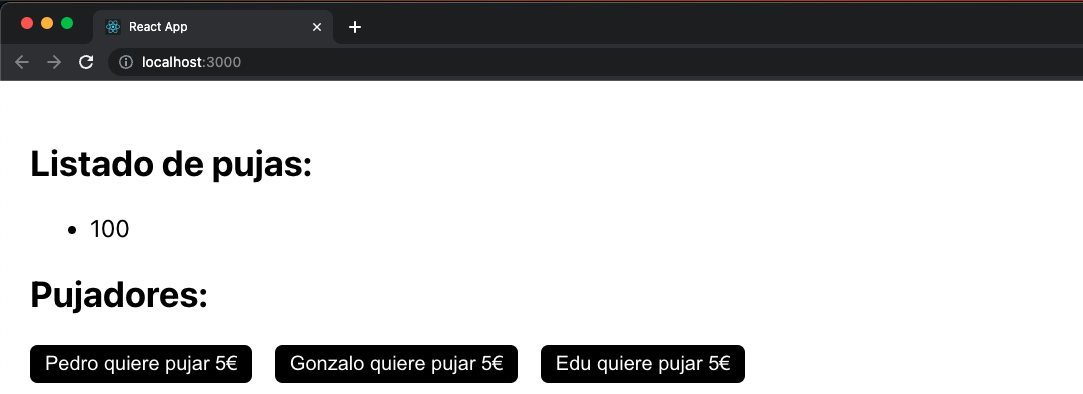 React App
localhost:3000
Listado de pujas:
100
Pujadores:
Pedro quiere pujar 5€ Gonzalo quiere pujar 5€ Edu quiere pujar 5€